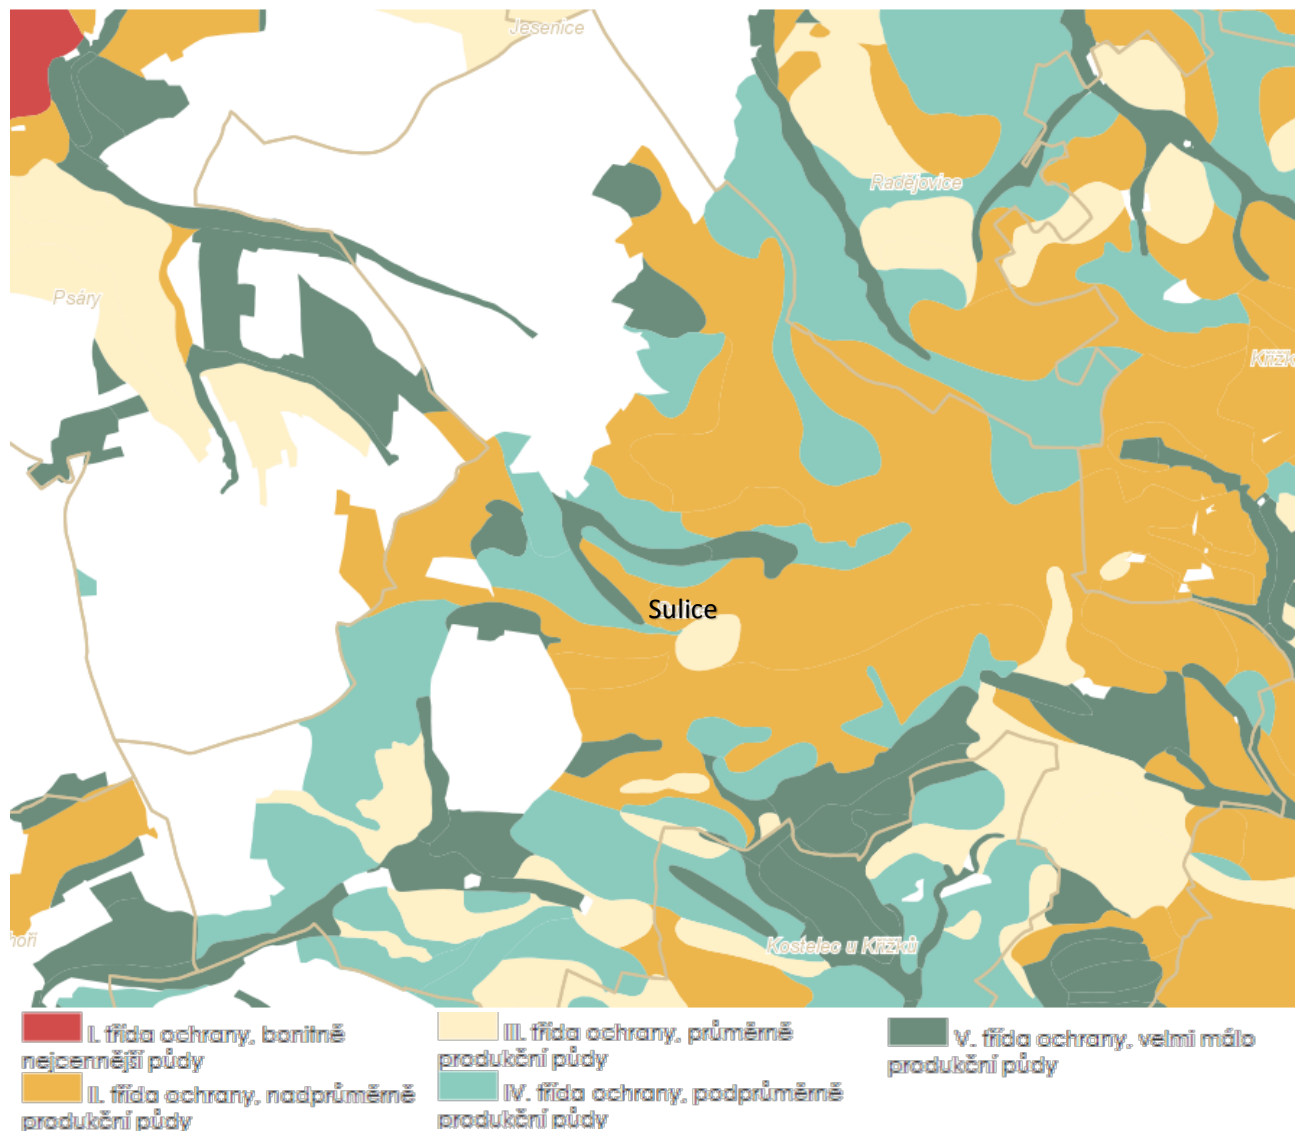 Jesenice
Radějovice
Psáry
Křížk
Sulice
hoří
Kostelec u Křížků
I. třída ochrany, bonitně
nejcennější půdy
II. třída ochrany, nadprůměrně
produkční půdy
III. třída ochrany, průměrně
produkční půdy
IV. třída ochrany, podprůměrně
produkční půdy
V. třída ochrany, velmi málo
produkční půdy